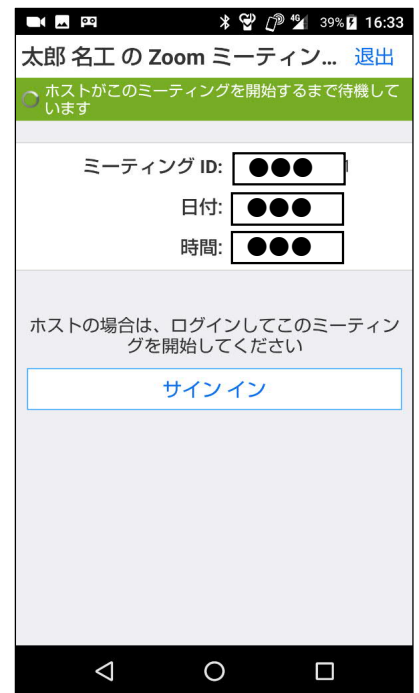 39% 16:33
太郎 名工 の Zoom ミーティン... 退出
ホストがこのミーティングを開始するまで待機して
います
ミーティング ID: ●●●
日付: ●●●
時間: ●●●
ホストの場合は、ログインしてこのミーティン
グを開始してください
サイン イン